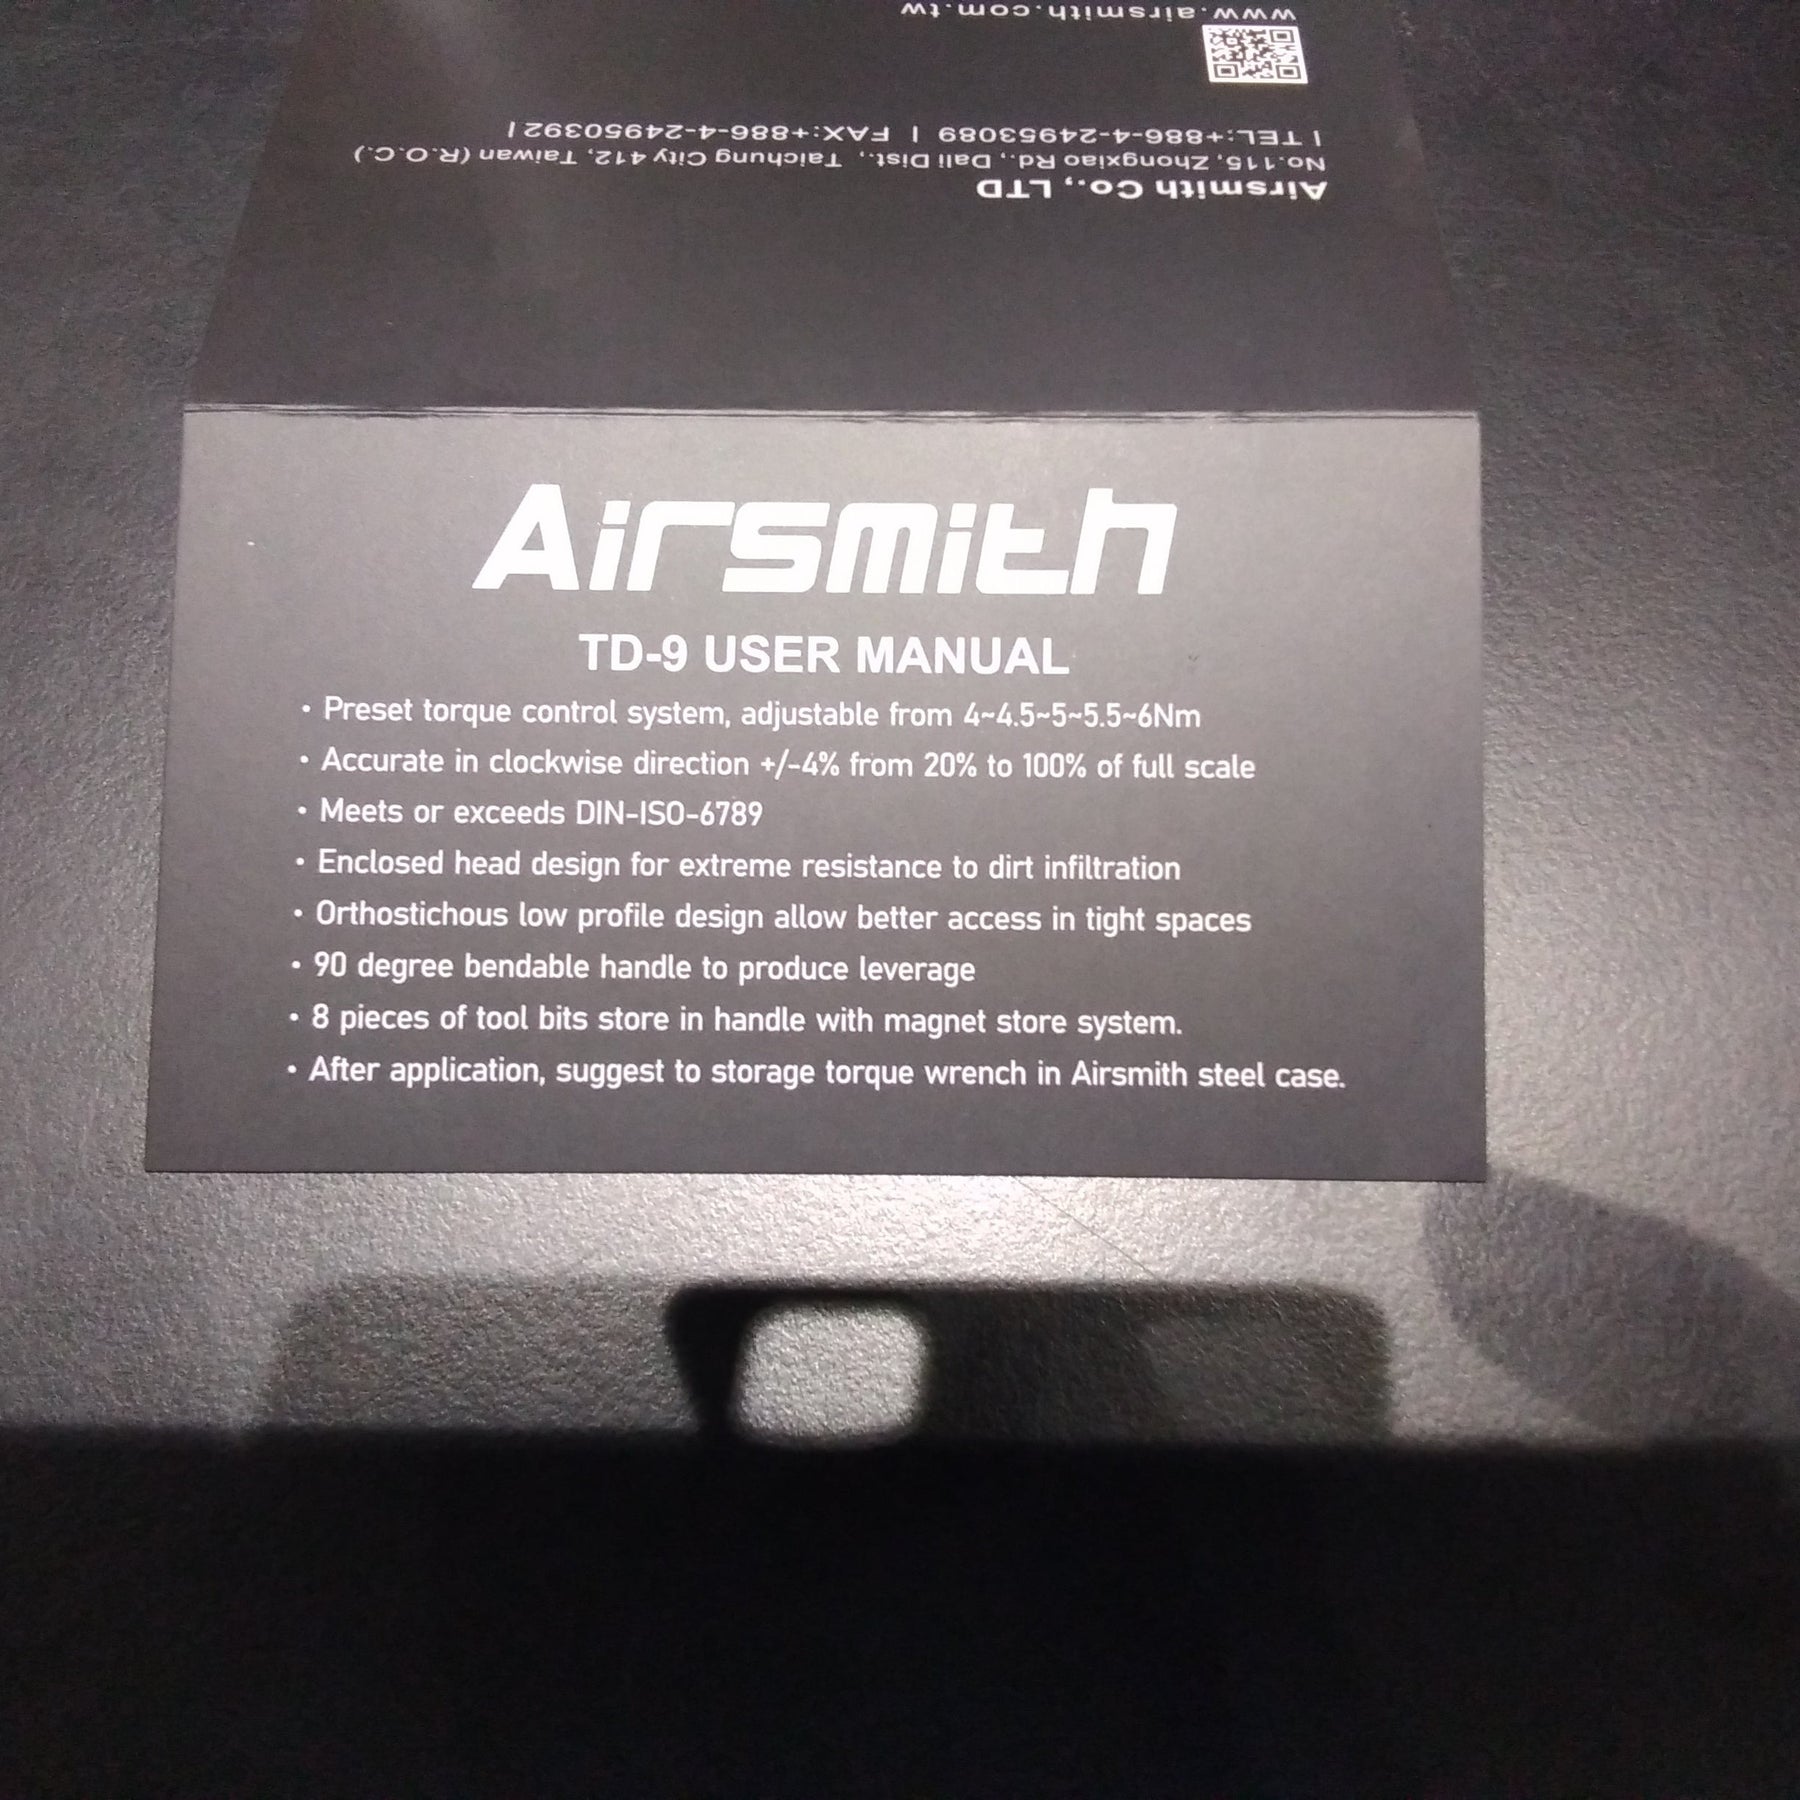 www.airsmith.com.tw
| TEL:+886-4-24953089 | FAX:+886-4-24950392 |
No.115, Zhongxiao Rd., Dali Dist., Taichung City 412, Taiwan (R.O.C.)
Airsmith Co., LTD
Airsmith
TD-9 USER MANUAL
• Preset torque control system, adjustable from 4~4.5~5~5.5~6Nm
• Accurate in clockwise direction +/-4% from 20% to 100% of full scale
• Meets or exceeds DIN-ISO-6789
• Enclosed head design for extreme resistance to dirt infiltration
• Orthostichous low profile design allow better access in tight spaces
• 90 degree bendable handle to produce leverage
• 8 pieces of tool bits store in handle with magnet store system.
• After application, suggest to storage torque wrench in Airsmith steel case.